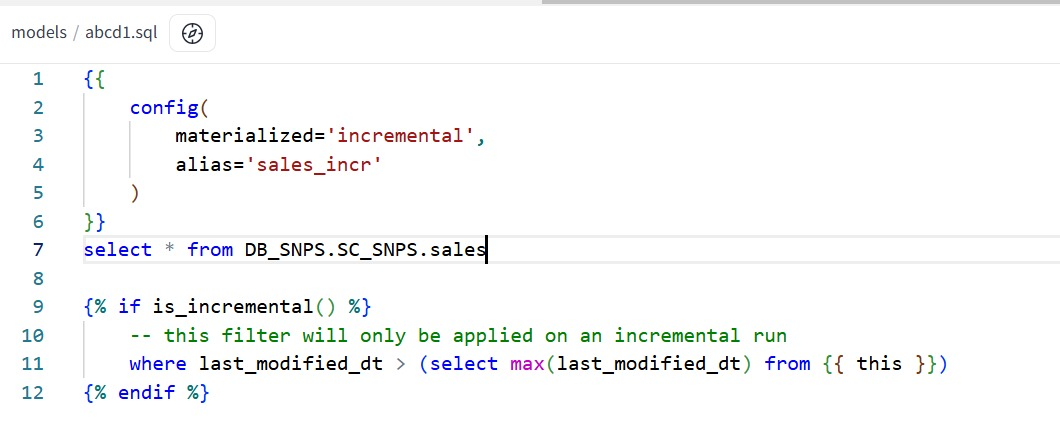 models / abcd1.sql
1 {{
2     config(
3         materialized='incremental',
4         alias='sales_incr'
5     )
6 }}
7 select * from DB_SNPS.SC_SNPS.sales
8
9 {% if is_incremental() %}
10     -- this filter will only be applied on an incremental run
11     where last_modified_dt > (select max(last_modified_dt) from {{ this }})
12 {% endif %}